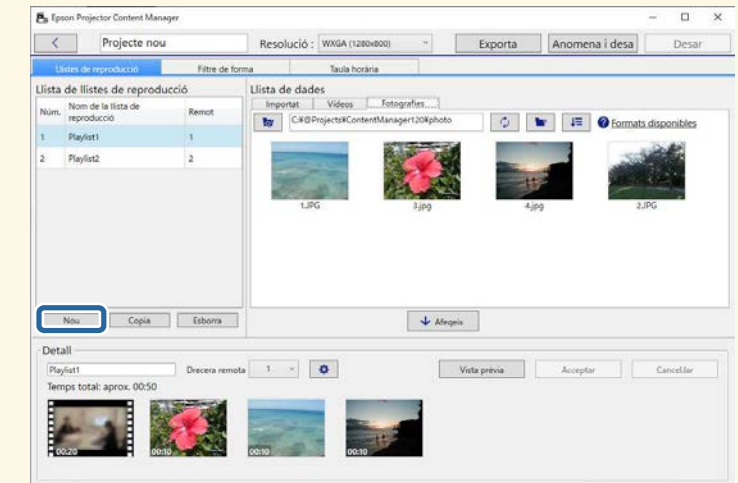 Epson Projector Content Manager
Projecte nou Resolució : WXGA (1280x800) Exporta Anomena i desa Desar
Llistes de reproducció Filtre de forma Taula horària
Llista de llistes de reproducció
Núm. Nom de la llista de reproducció Remot
1 Playlist1 1
2 Playlist2 2
Nou Copia Esborra
Llista de dades
Importat Vídeos Fotografies
C:¥@Projects¥ContentManager120¥photo Formats disponibles
1.JPG 3.jpg 4.jpg 2.JPG
Afegeix
Detall
Playlist1 Drecera remota 1 Vista prèvia Acceptar Cancel.lar
Temps total: aprox. 00:50
00:20 00:10 00:10 00:10